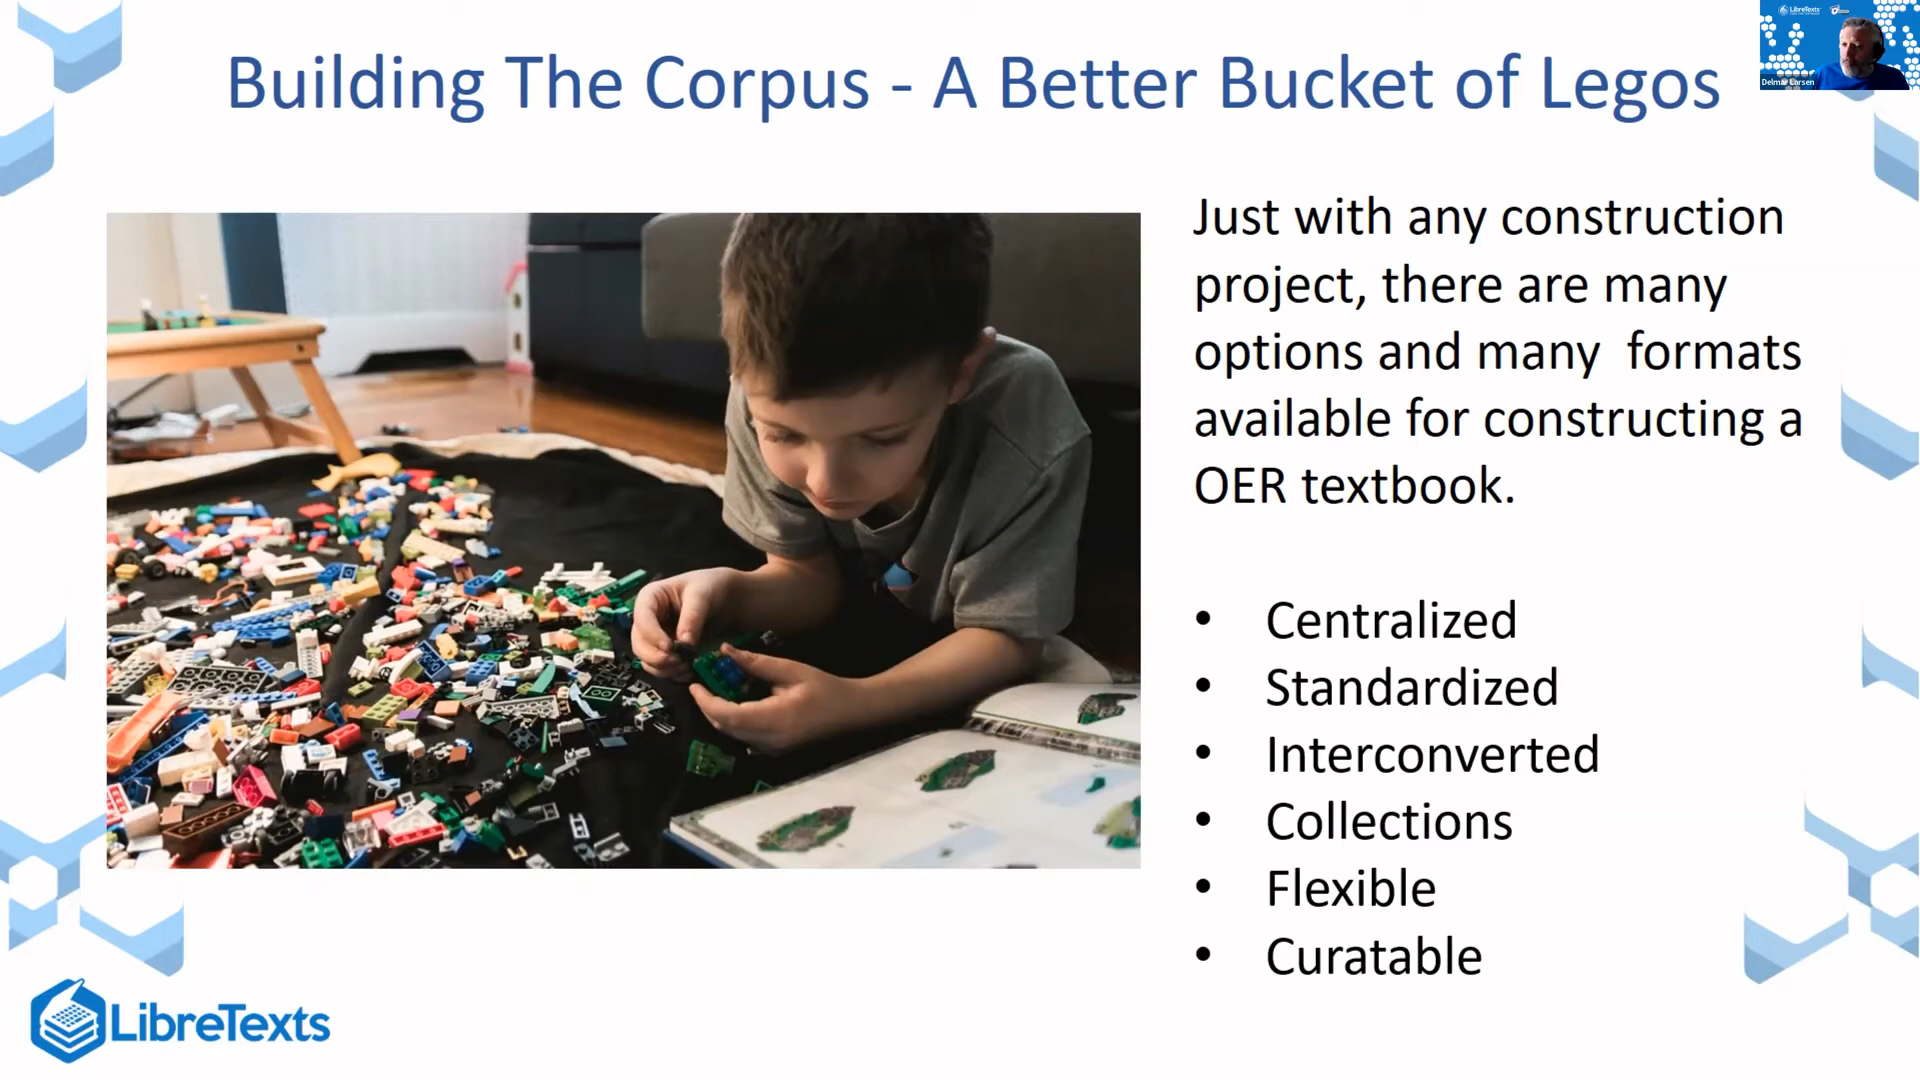 Building The Corpus - A Better Bucket of Legos
LibreTexts
Delmar Larsen
Just with any construction
project, there are many
options and many  formats
available for constructing a
OER textbook.
• Centralized
• Standardized
• Interconverted
• Collections
• Flexible
• Curatable
LibreTexts